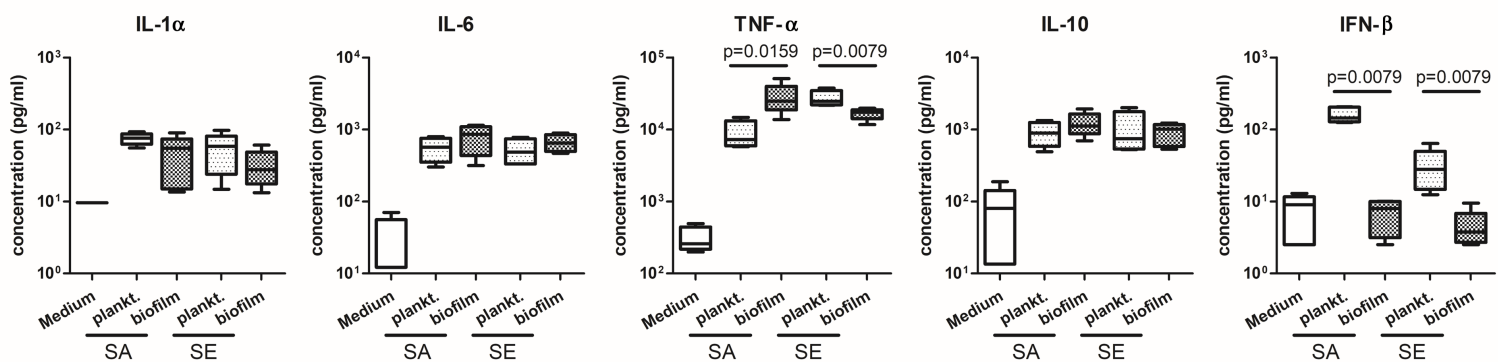 IL-1α
concentration (pg/ml)
10³
10²
10¹
10⁰
Medium
plankt.
biofilm
plankt.
biofilm
SA
SE
IL-6
concentration (pg/ml)
10⁴
10³
10²
10¹
Medium
plankt.
biofilm
plankt.
biofilm
SA
SE
TNF-α
concentration (pg/ml)
10⁵
10⁴
10³
10²
p=0.0159
p=0.0079
Medium
plankt.
biofilm
plankt.
biofilm
SA
SE
IL-10
concentration (pg/ml)
10⁴
10³
10²
10¹
Medium
plankt.
biofilm
plankt.
biofilm
SA
SE
IFN-β
concentration (pg/ml)
10³
10²
10¹
10⁰
p=0.0079
p=0.0079
Medium
plankt.
biofilm
plankt.
biofilm
SA
SE